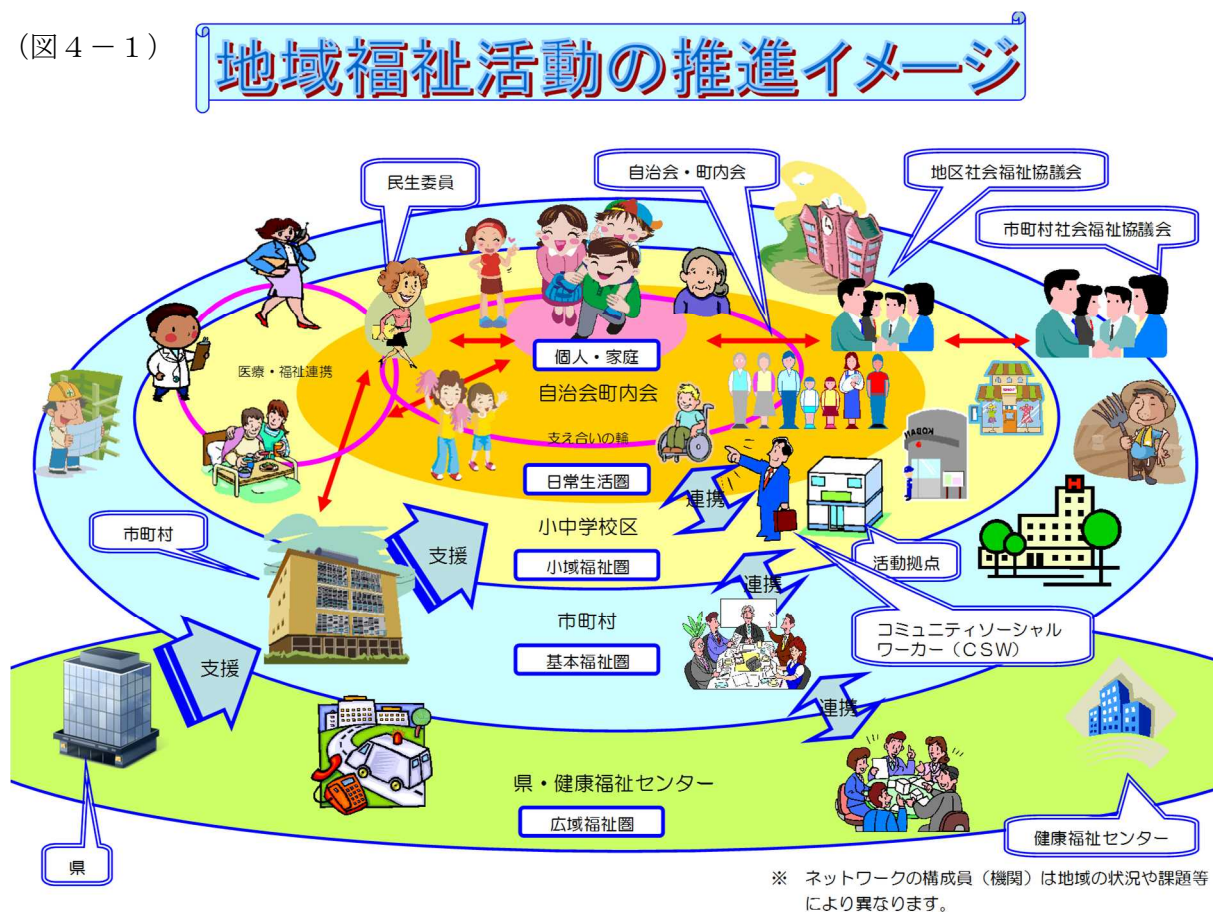 (図4-1)
地域福祉活動の推進イメージ
民生委員
自治会・町内会
地区社会福祉協議会
市町村社会福祉協議会
個人・家庭
医療・福祉連携
自治会町内会
支え合いの輪
KOBAN
日常生活圏
連携
小中学校区
市町村
支援
小域福祉圏
活動拠点
連携
市町村
コミュニティソーシャル
ワーカー(CSW)
基本福祉圏
支援
連携
県・健康福祉センター
広域福祉圏
健康福祉センター
県
※ ネットワークの構成員(機関)は地域の状況や課題等
により異なります。
H